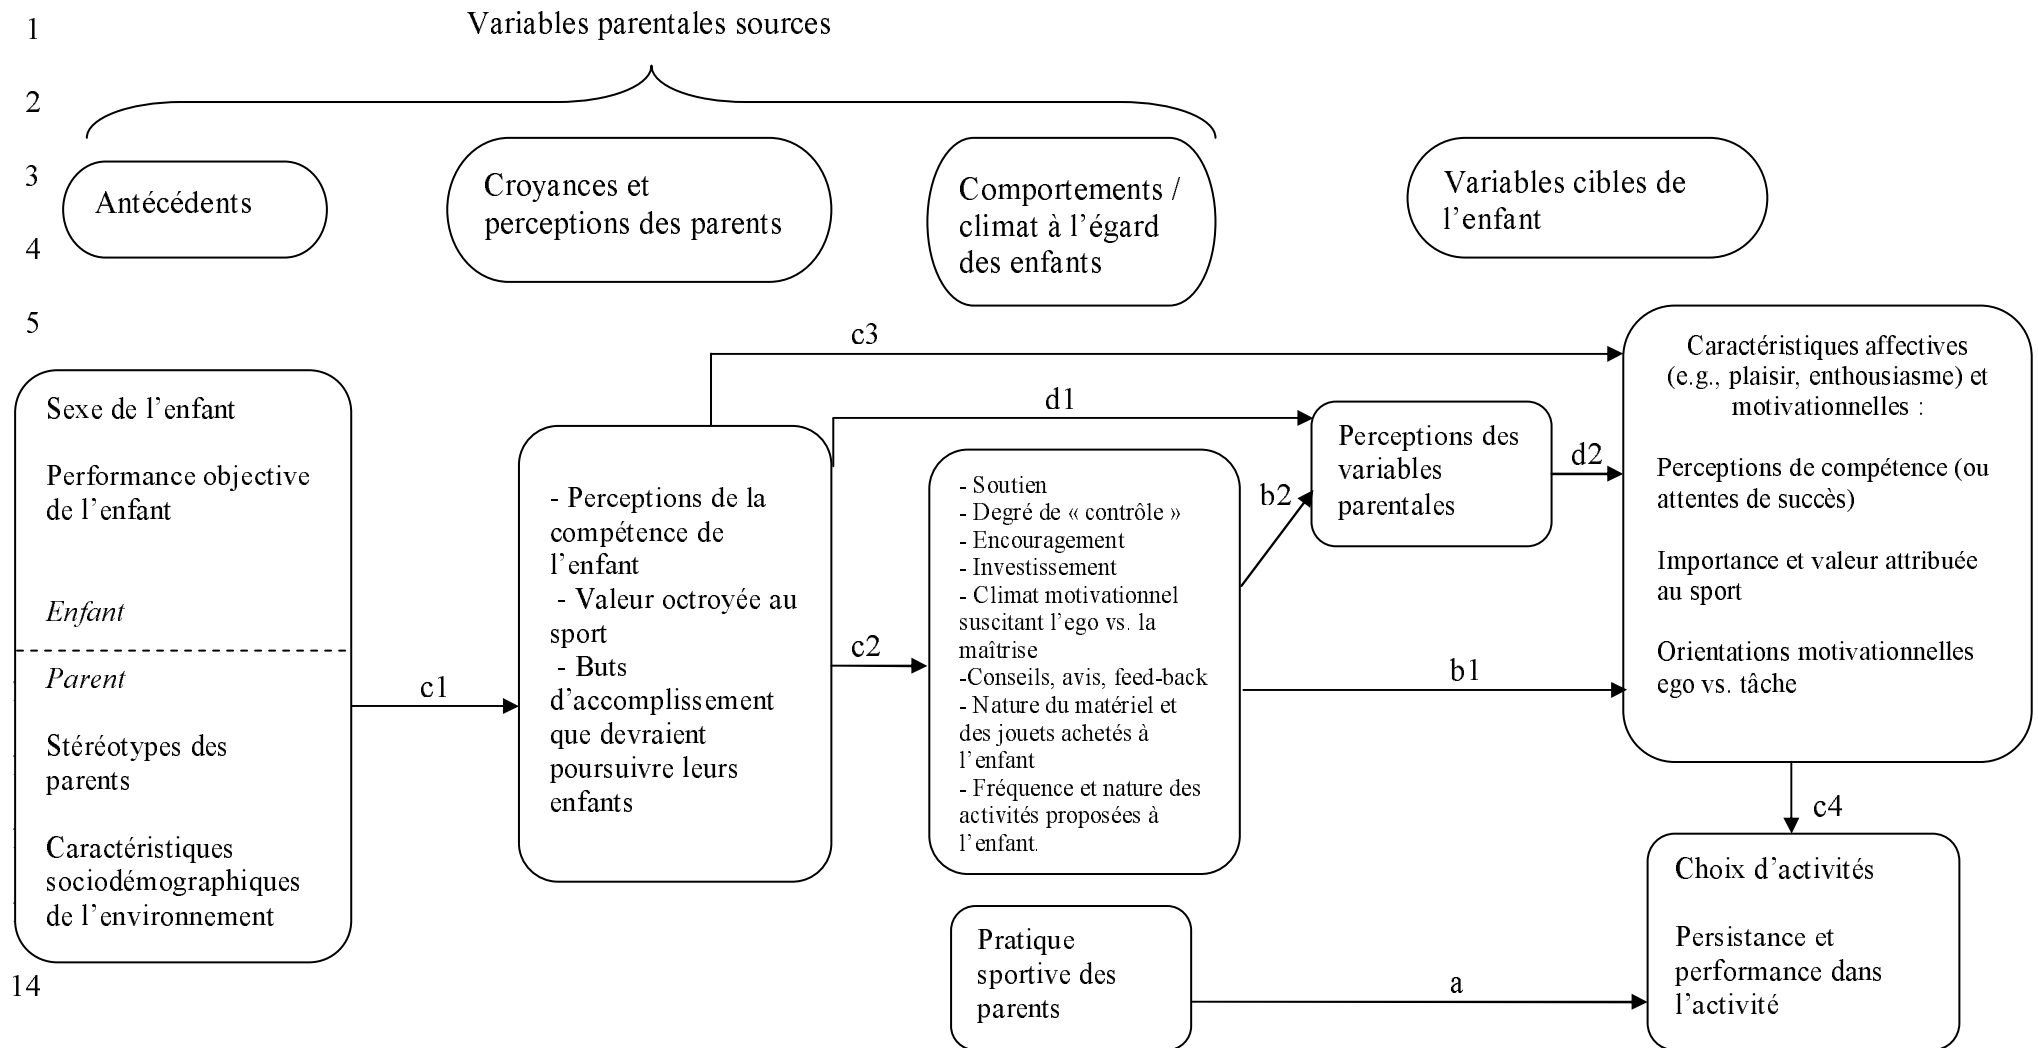 1
Variables parentales sources
2
3
4
5
14
Antécédents
Croyances et
perceptions des parents
Comportements /
climat à l’égard
des enfants
Variables cibles de
l’enfant
Sexe de l’enfant
Performance objective
de l’enfant
Enfant
Parent
Stéréotypes des
parents
Caractéristiques
sociodémographiques
de l’environnement
c1
- Perceptions de la
compétence de
l’enfant
- Valeur octroyée au
sport
- Buts
d’accomplissement
que devraient
poursuivre leurs
enfants
c3
d1
c2
- Soutien
- Degré de « contrôle »
- Encouragement
- Investissement
- Climat motivationnel
suscitant l’ego vs. la
maîtrise
-Conseils, avis, feed-back
- Nature du matériel et
des jouets achetés à
l’enfant
- Fréquence et nature des
activités proposées à
l’enfant.
b2
Perceptions des
variables
parentales
d2
b1
Caractéristiques affectives
(e.g., plaisir, enthousiasme) et
motivationnelles :
Perceptions de compétence (ou
attentes de succès)
Importance et valeur attribuée
au sport
Orientations motivationnelles
ego vs. tâche
c4
Pratique
sportive des
parents
a
Choix d’activités
Persistance et
performance dans
l’activité